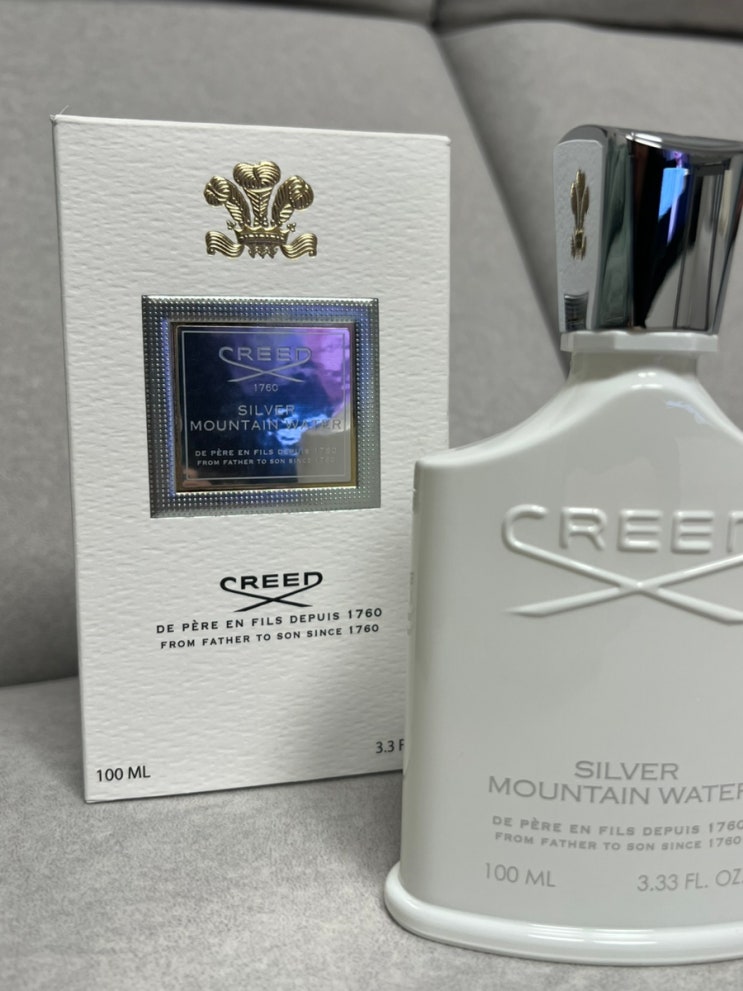 CREED
1760
SILVER
MOUNTAIN WATER
DE PÈRE EN FILS DEPUIS 1760
FROM FATHER TO SON SINCE 1760
CREED
DE PÈRE EN FILS DEPUIS 1760
FROM FATHER TO SON SINCE 1760
100 ML
3.3 F
CREED
SILVER
MOUNTAIN WATER
DE PÈRE EN FILS DEPUIS 1760
FROM FATHER TO SON SINCE 1760
100 ML
3.33 FL. OZ.